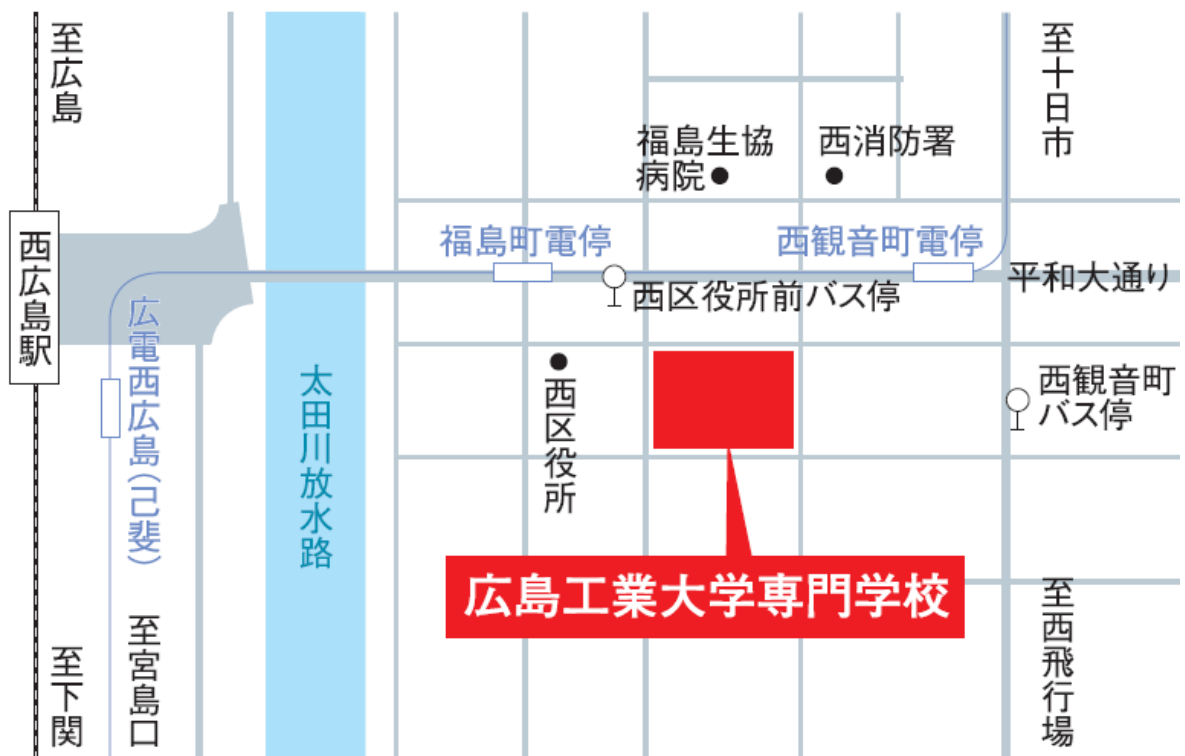 至広島
至十日市
福島生協
病院
西消防署
西広島駅
福島町電停
西観音町電停
平和大通り
西区役所前バス停
広電西広島(己斐)
太田川放水路
西区役所
西観音町
バス停
広島工業大学専門学校
至下関
至宮島口
至西飛行場